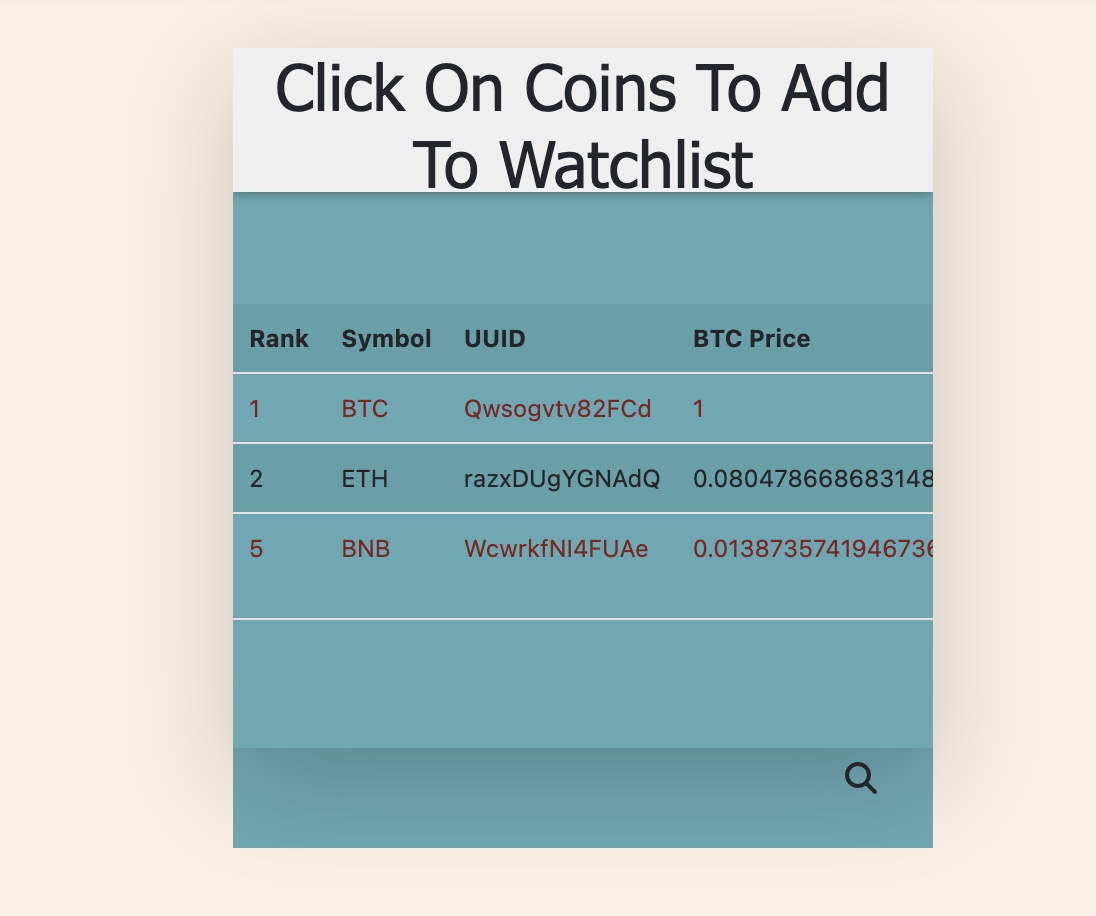 Click On Coins To Add
To Watchlist
Rank Symbol UUID BTC Price
1 BTC Qwsogvtv82FCd 1
2 ETH razxDUgYGNAdQ 0.080478668683148
5 BNB WcwrkfNI4FUAe 0.0138735741946736